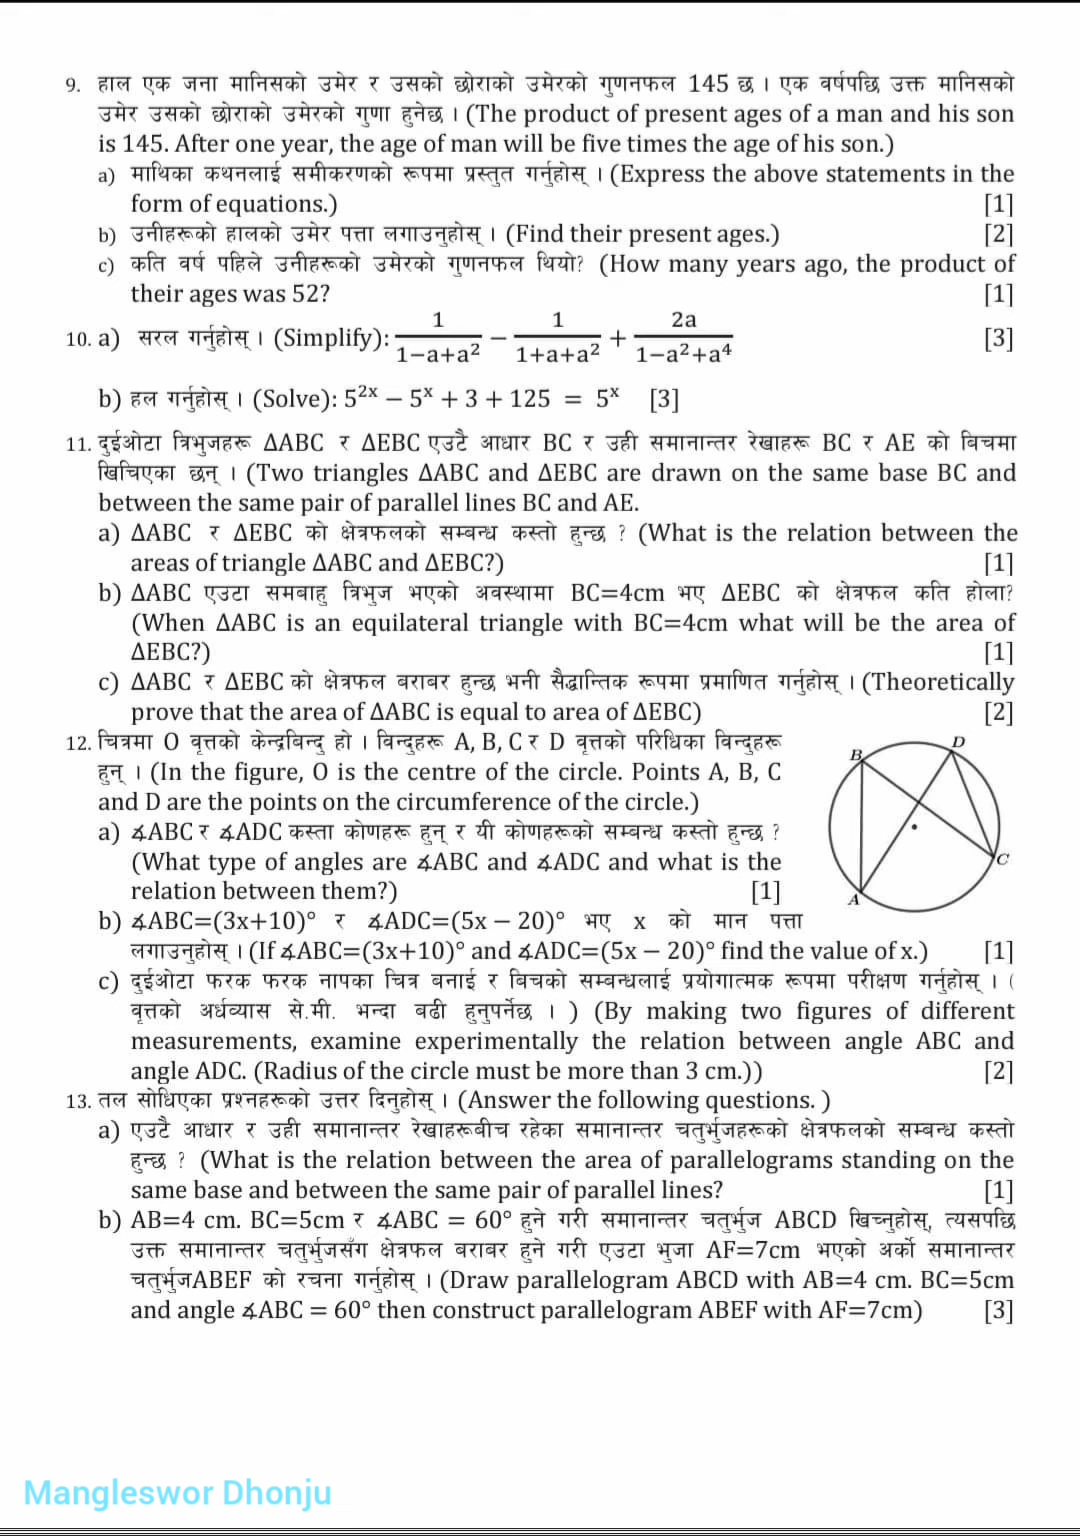 9. हाल एक जना मानिसको उमेर र उसको छोराको उमेरको गुणनफल 145 छ । एक वर्षपछि उक्त मानिसको
उमेर उसको छोराको उमेरको गुणा हुनेछ । (The product of present ages of a man and his son
is 145. After one year, the age of man will be five times the age of his son.)
a) माथिका कथनलाई समीकरणको रूपमा प्रस्तुत गर्नुहोस् । (Express the above statements in the
form of equations.) [1]
b) उनीहरूको हालको उमेर पत्ता लगाउनुहोस् । (Find their present ages.) [2]
c) कति वर्ष पहिले उनीहरूको उमेरको गुणनफल थियो? (How many years ago, the product of
their ages was 52? [1]
10. a) सरल गर्नुहोस् । (Simplify): 1/(1−a+a²) − 1/(1+a+a²) + 2a/(1−a²+a⁴) [3]
b) हल गर्नुहोस् । (Solve): 5²ˣ − 5ˣ + 3 + 125 = 5ˣ [3]
11. दुईओटा त्रिभुजहरू ∆ABC र ∆EBC एउटै आधार BC र उही समानान्तर रेखाहरू BC र AE को बिचमा
खिचिएका छन् । (Two triangles ∆ABC and ∆EBC are drawn on the same base BC and
between the same pair of parallel lines BC and AE.
a) ∆ABC र ∆EBC को क्षेत्रफलको सम्बन्ध कस्तो हुन्छ ? (What is the relation between the
areas of triangle ∆ABC and ∆EBC?) [1]
b) ∆ABC एउटा समबाहु त्रिभुज भएको अवस्थामा BC=4cm भए ∆EBC को क्षेत्रफल कति होला?
(When ∆ABC is an equilateral triangle with BC=4cm what will be the area of
∆EBC?) [1]
c) ∆ABC र ∆EBC को क्षेत्रफल बराबर हुन्छ भनी सैद्धान्तिक रूपमा प्रमाणित गर्नुहोस् । (Theoretically
prove that the area of ∆ABC is equal to area of ∆EBC) [2]
12. चित्रमा O वृत्तको केन्द्रबिन्दु हो । विन्दुहरू A, B, C र D वृत्तको परिधिका विन्दुहरू
हुन् । (In the figure, O is the centre of the circle. Points A, B, C
and D are the points on the circumference of the circle.)
a) ∡ABC र ∡ADC कस्ता कोणहरू हुन् र यी कोणहरूको सम्बन्ध कस्तो हुन्छ ?
(What type of angles are ∡ABC and ∡ADC and what is the
relation between them?) [1]
B
D
C
A
b) ∡ABC=(3x+10)° र ∡ADC=(5x − 20)° भए x को मान पत्ता
लगाउनुहोस् । (If ∡ABC=(3x+10)° and ∡ADC=(5x − 20)° find the value of x.) [1]
c) दुईओटा फरक फरक नापका चित्र बनाई र बिचको सम्बन्धलाई प्रयोगात्मक रूपमा परीक्षण गर्नुहोस् । (
वृत्तको अर्धव्यास से.मी. भन्दा बढी हुनुपर्नेछ । ) (By making two figures of different
measurements, examine experimentally the relation between angle ABC and
angle ADC. (Radius of the circle must be more than 3 cm.)) [2]
13. तल सोधिएका प्रश्नहरूको उत्तर दिनुहोस् । (Answer the following questions. )
a) एउटै आधार र उही समानान्तर रेखाहरूबीच रहेका समानान्तर चतुर्भुजहरूको क्षेत्रफलको सम्बन्ध कस्तो
हुन्छ ? (What is the relation between the area of parallelograms standing on the
same base and between the same pair of parallel lines? [1]
b) AB=4 cm. BC=5cm र ∡ABC = 60° हुने गरी समानान्तर चतुर्भुज ABCD खिच्नुहोस्, त्यसपछि
उक्त समानान्तर चतुर्भुजसँग क्षेत्रफल बराबर हुने गरी एउटा भुजा AF=7cm भएको अर्को समानान्तर
चतुर्भुजABEF को रचना गर्नुहोस् । (Draw parallelogram ABCD with AB=4 cm. BC=5cm
and angle ∡ABC = 60° then construct parallelogram ABEF with AF=7cm) [3]
Mangleswor Dhonju